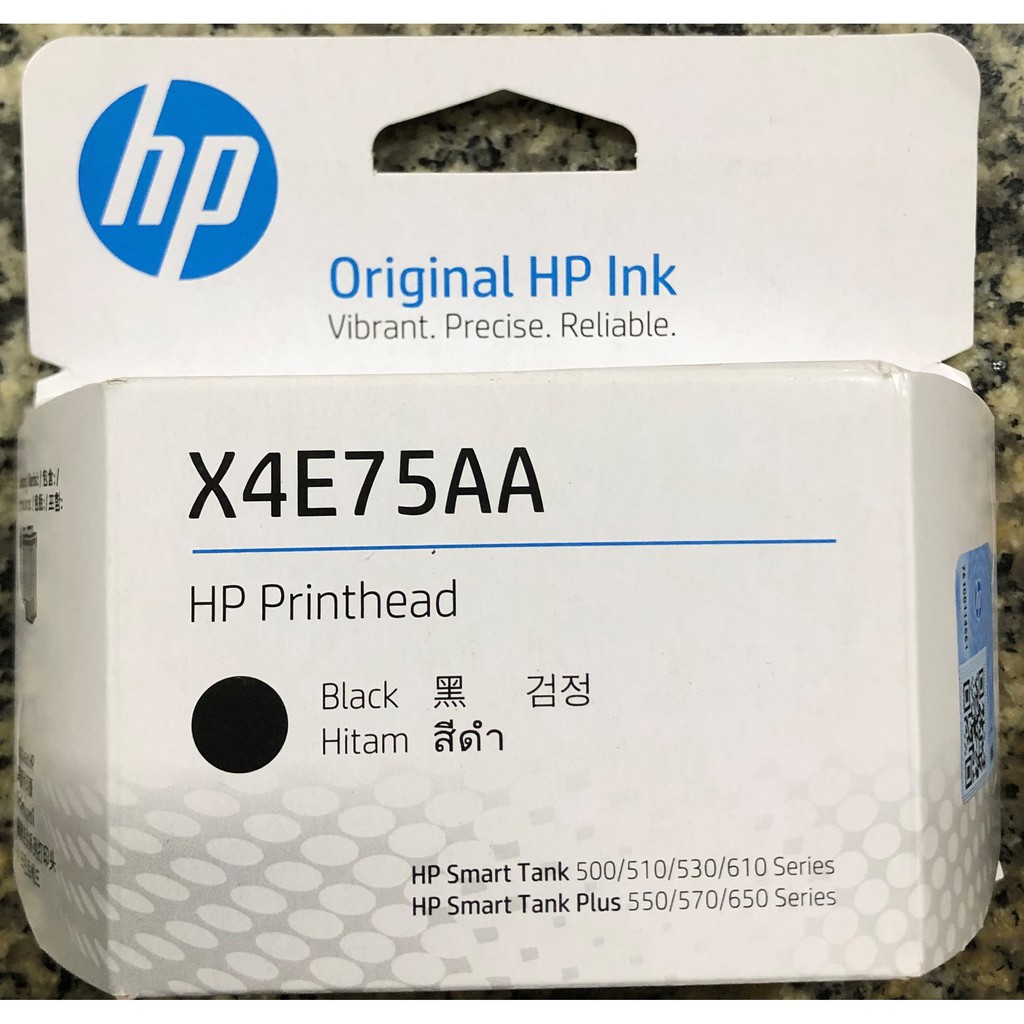 hp
Original HP Ink
Vibrant. Precise. Reliable.
X4E75AA
HP Printhead
Black 黑 검정
Hitam สีดำ
HP Smart Tank 500/510/530/610 Series
HP Smart Tank Plus 550/570/650 Series